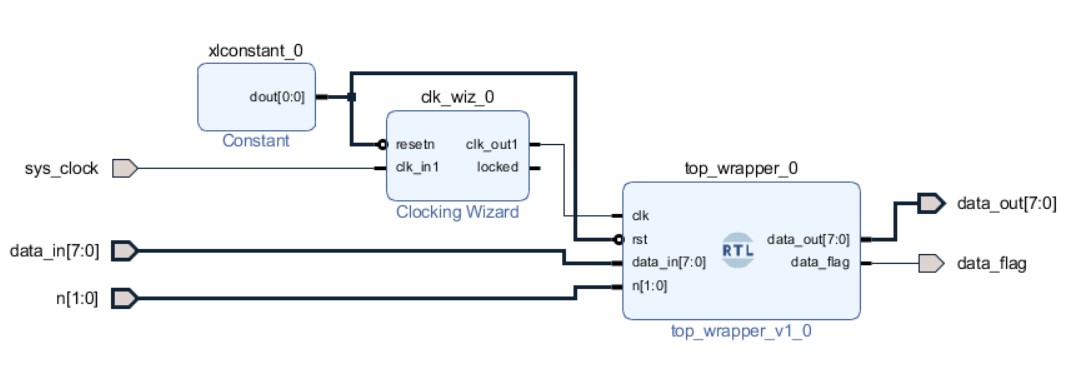 xlconstant_0
dout[0:0]
Constant
clk_wiz_0
resetn
clk_out1
clk_in1
locked
Clocking Wizard
sys_clock
data_in[7:0]
n[1:0]
top_wrapper_0
clk
rst
data_in[7:0]
n[1:0]
RTL
data_out[7:0]
data_flag
top_wrapper_v1_0
data_out[7:0]
data_flag